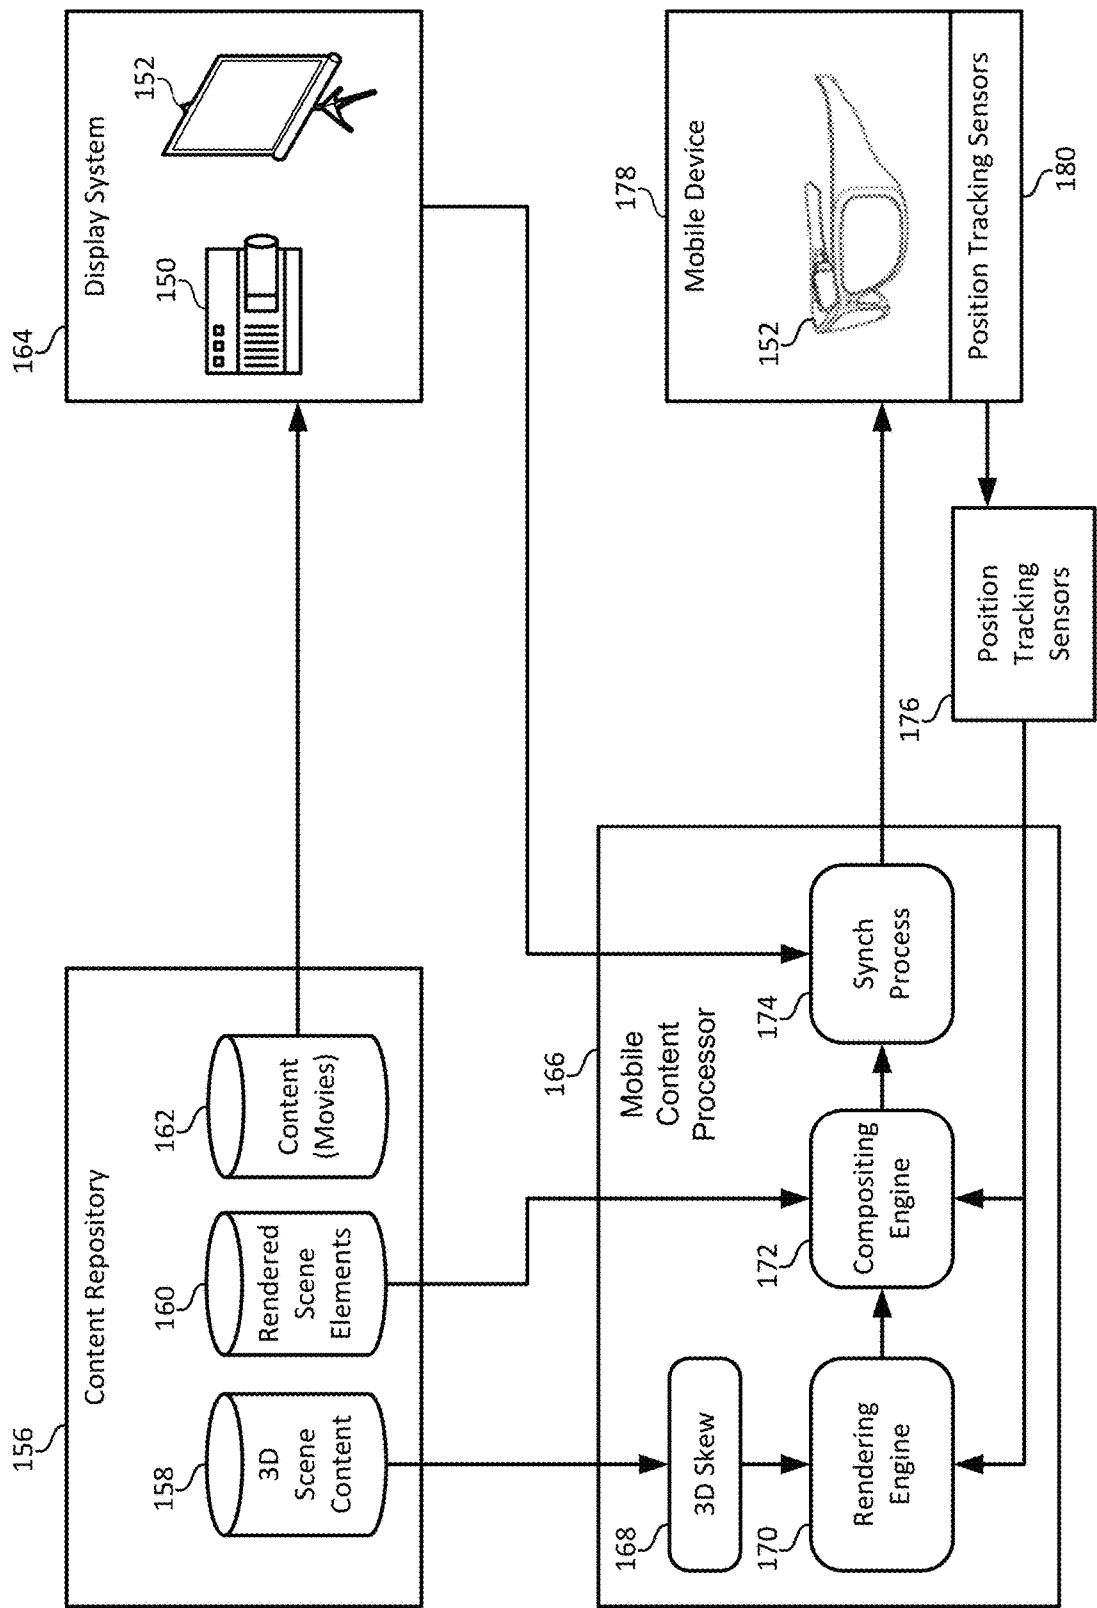 156
Content Repository
158
3D
Scene
Content
160
Rendered
Scene
Elements
162
Content
(Movies)
164
Display System
150
152
166
Mobile
Content
Processor
168
3D Skew
170
Rendering
Engine
172
Compositing
Engine
174
Synch
Process
176
Position
Tracking
Sensors
178
Mobile Device
152
Position Tracking Sensors
180